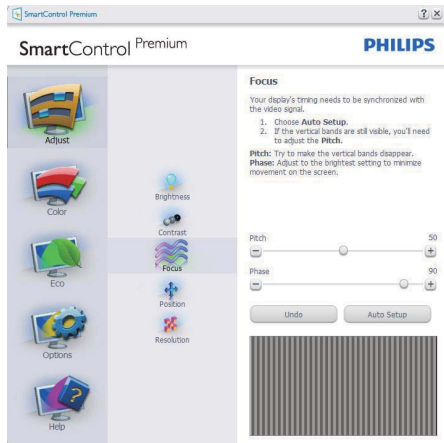 SmartControl Premium
? X
SmartControl Premium
PHILIPS
Adjust
Color
Eco
Options
Help
Brightness
Contrast
Focus
Position
Resolution
Focus
Your display's timing needs to be synchronized with
the video signal.
1. Choose Auto Setup.
2. If the vertical bands are still visible, you'll need
to adjust the Pitch.
Pitch: Try to make the vertical bands disappear.
Phase: Adjust to the brightest setting to minimize
movement on the screen.
Pitch 50
Phase 90
Undo Auto Setup